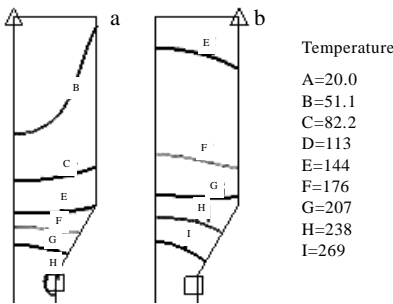 a
B
C
E
F
G
H
b
E
F
G
H
I
Temperature
A=20.0
B=51.1
C=82.2
D=113
E=144
F=176
G=207
H=238
I=269